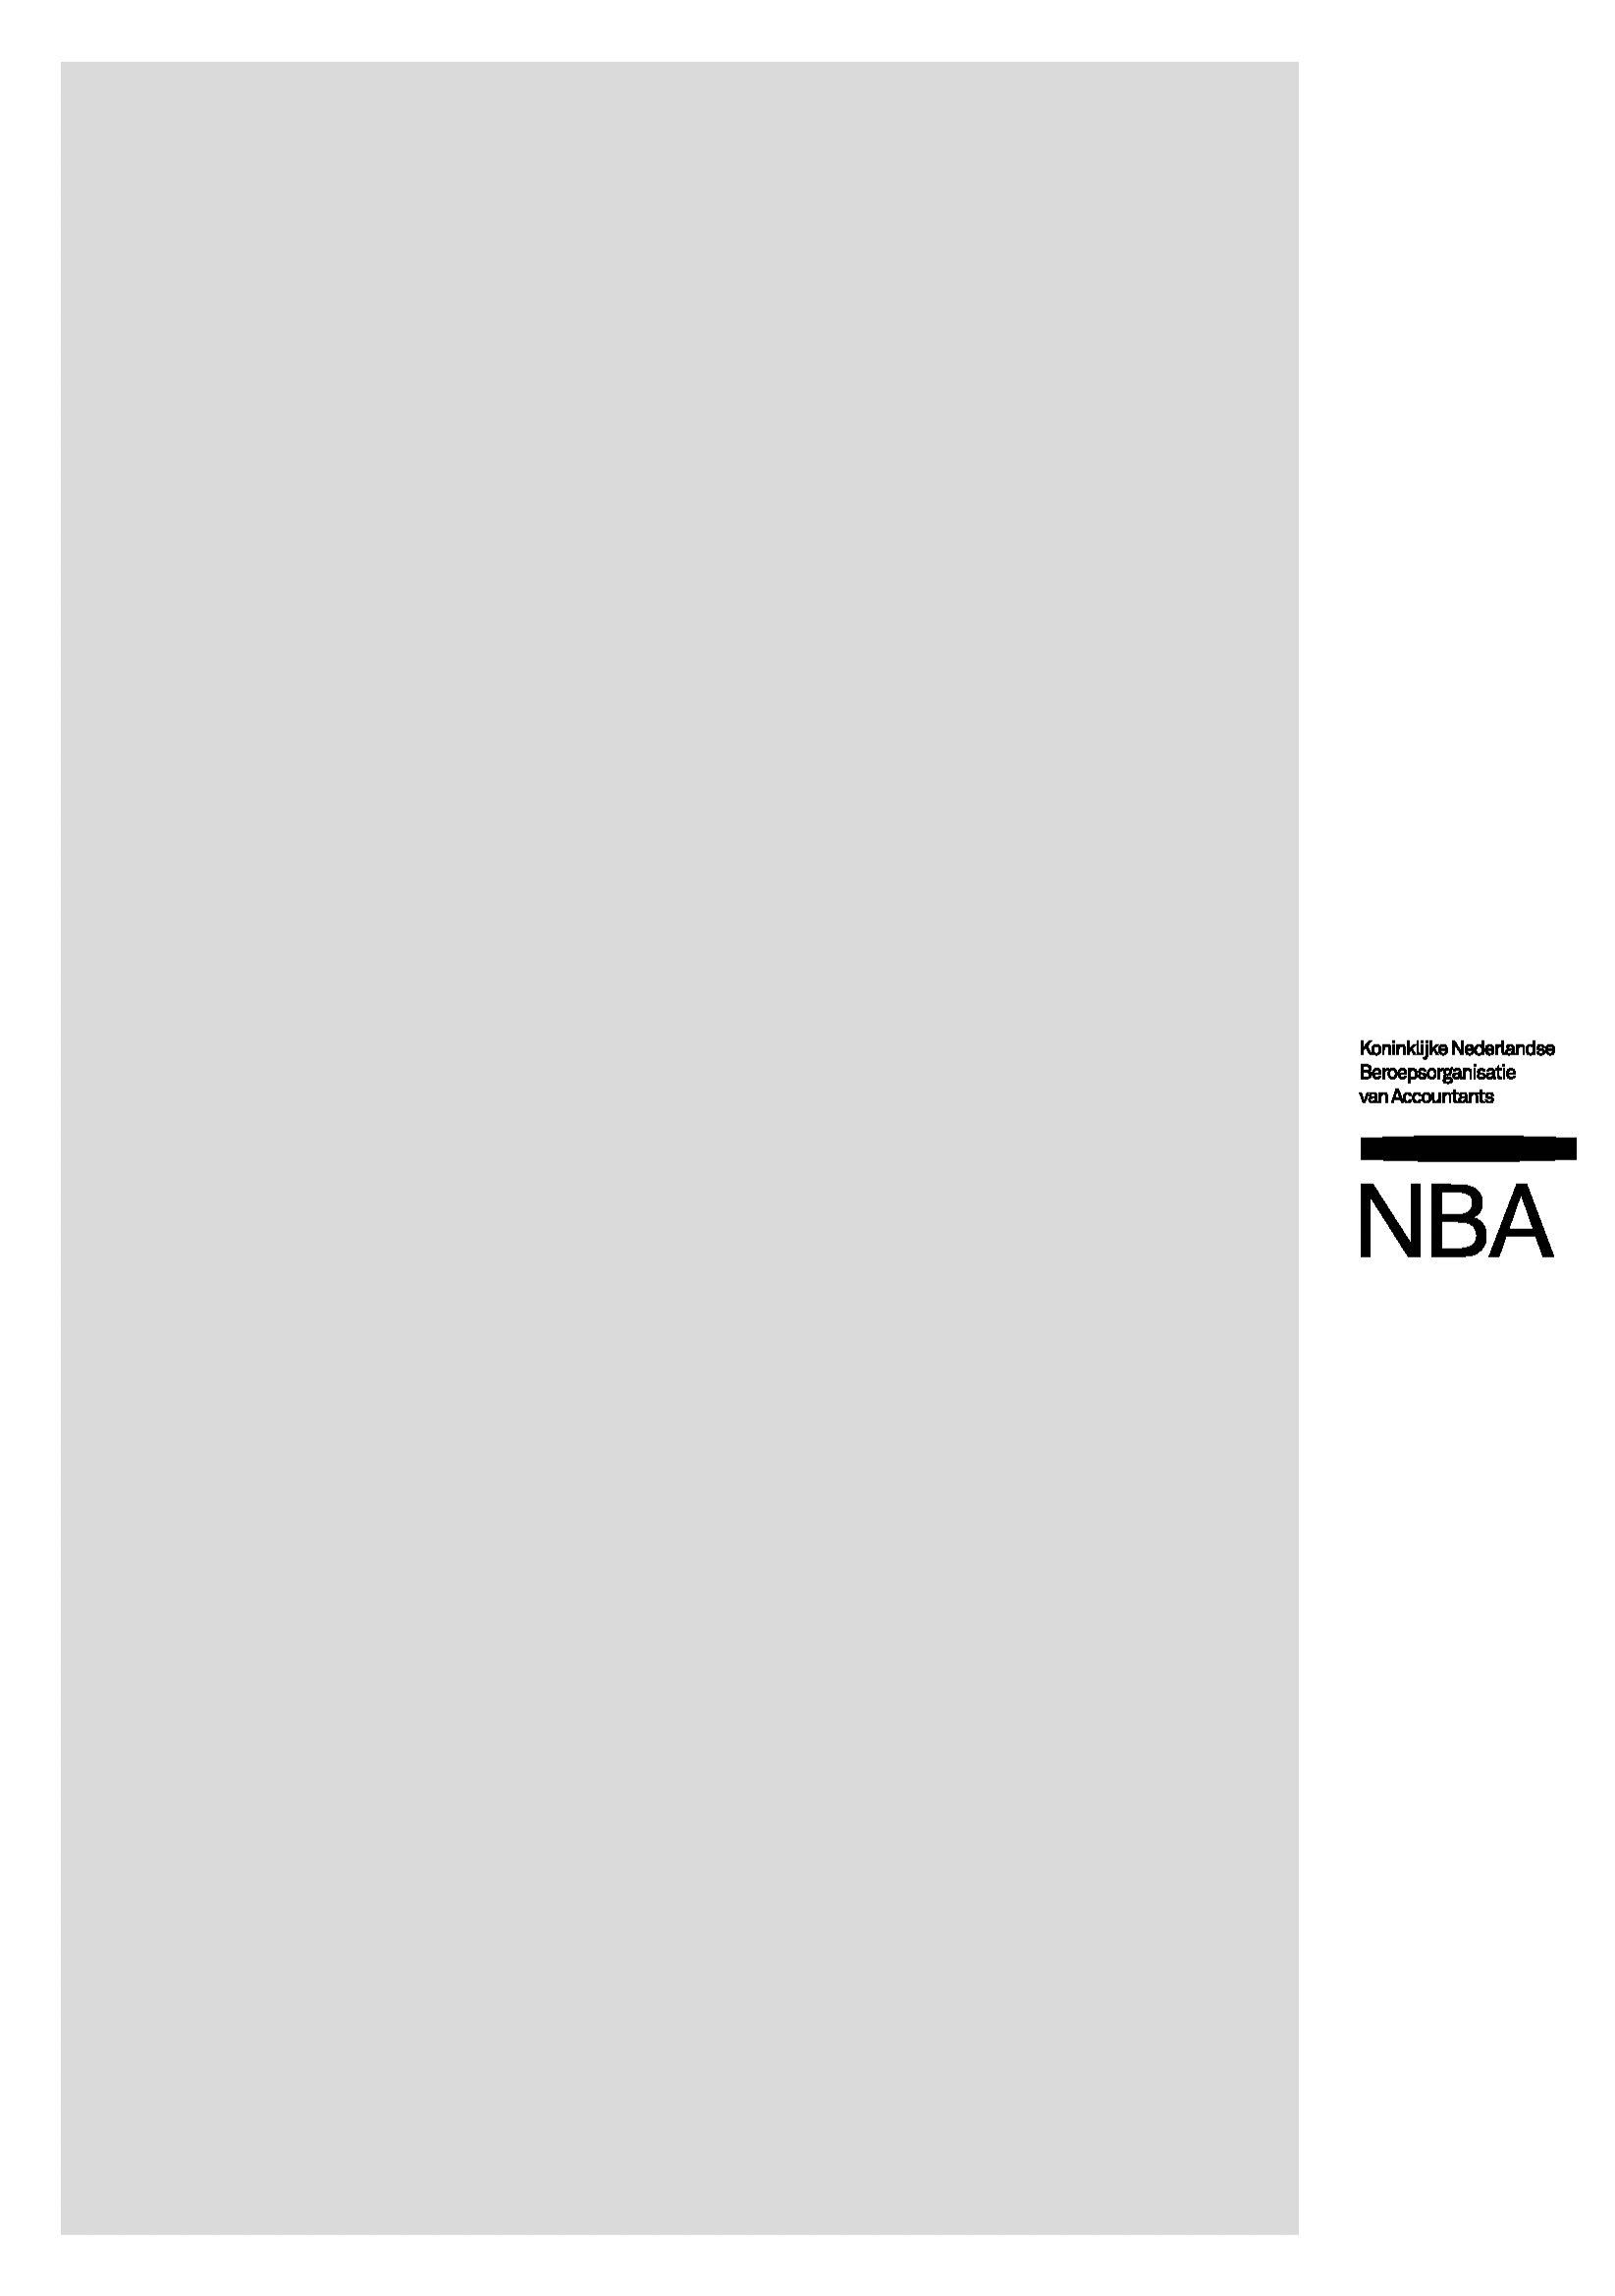 Koninklijke Nederlandse
Beroepsorganisatie
van Accountants
NBA